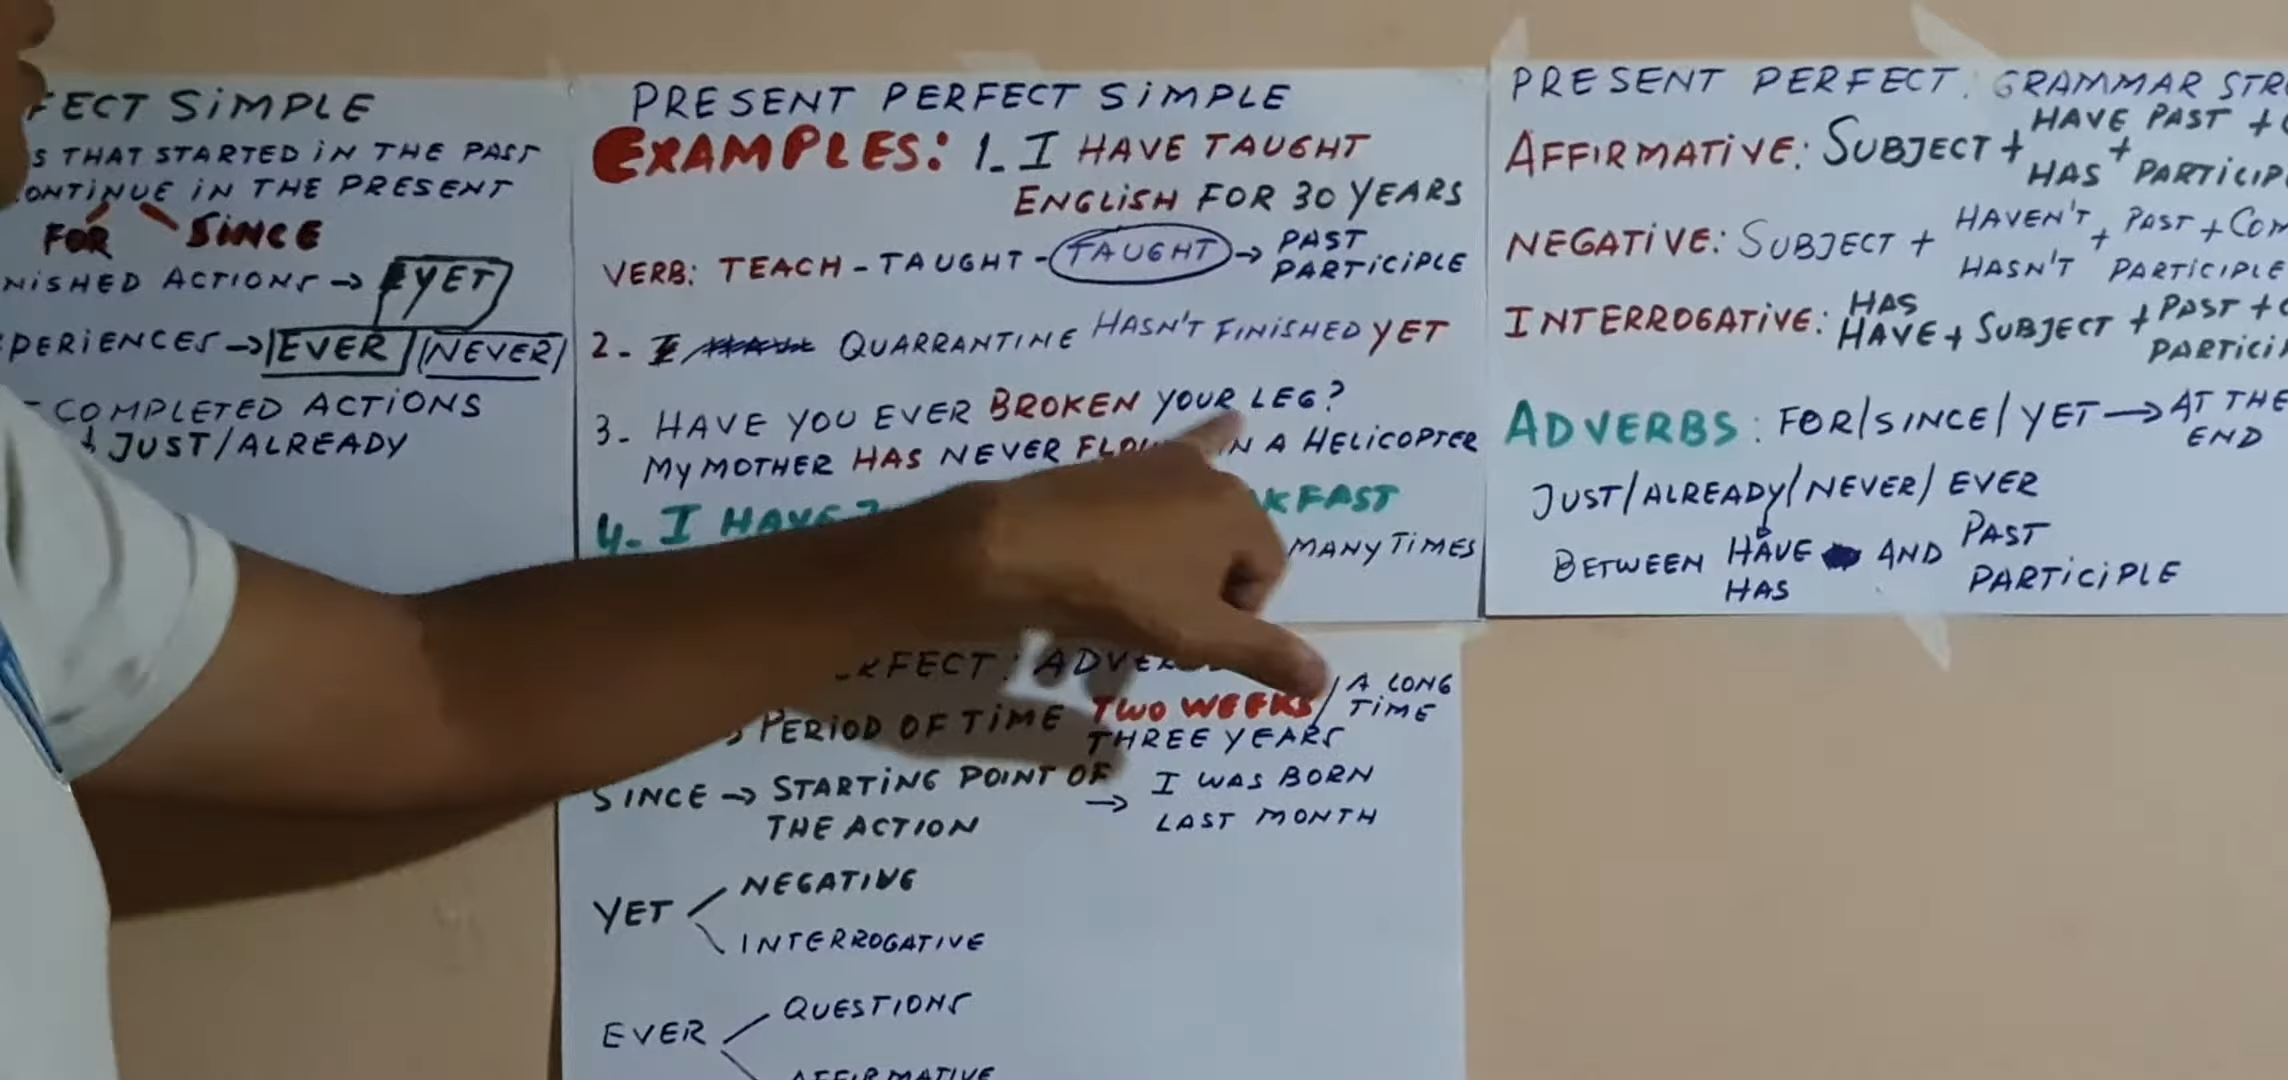 SIMPLE
THAT STARTED IN THE PAST
IN THE PRESENT
FOR SINCE
ACTIONS → YET
→ EVER / NEVER /
- COMPLETED ACTIONS
JUST/ALREADY
PRESENT PERFECT SIMPLE
EXAMPLES: 1_ I HAVE TAUGHT
ENGLISH FOR 30 YEARS
VERB: TEACH - TAUGHT - TAUGHT → PAST
PARTICIPLE
2- QUARRANTINE HASN'T FINISHED YET
3- HAVE YOU EVER BROKEN YOUR LEG?
MY MOTHER HAS NEVER A HELICOPTER
4- I HAVE
MANY TIMES
PRESENT PERFECT: GRAMMAR
AFFIRMATIVE: SUBJECT + HAVE PAST +
HAS + 
NEGATIVE: SUBJECT + HAVEN'T + PAST +
HASN'T PARTICIPLE
INTERROGATIVE: HAS
HAVE + SUBJECT + PAST +
ADVERBS: FOR/SINCE/YET → AT THE
END
JUST/ALREADY/NEVER/EVER
BETWEEN HAVE AND PAST
HAS PARTICIPLE
PERIOD OF TIME TWO WEEKS / A LONG
TIME
THREE YEARS
SINCE → STARTING POINT OF → I WAS BORN
THE ACTION LAST MONTH
YET NEGATIVE
INTERROGATIVE
EVER QUESTIONS
AFFIRMATIVE